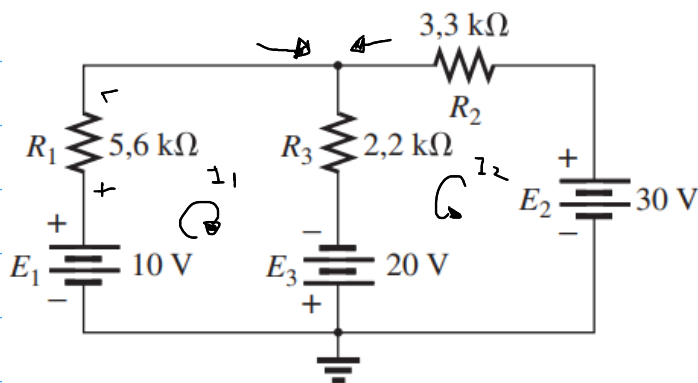 3,3 kΩ
R₂
R₁ 5,6 kΩ
R₃ 2,2 kΩ
I₁
I₂
+
−
+
+
−
E₁ 10 V
−
E₃ 20 V
+
+
E₂ 30 V
−